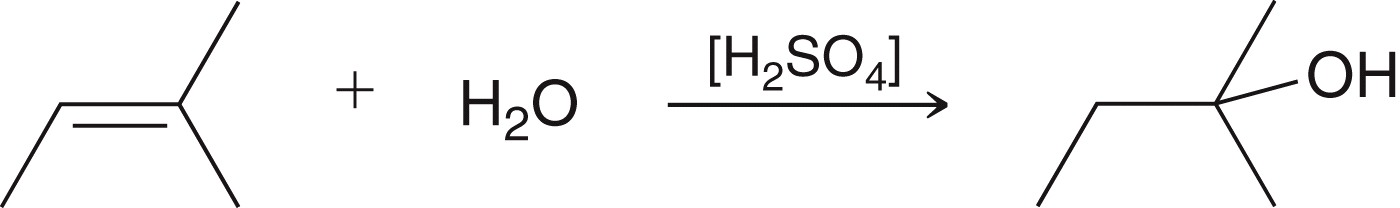 [H₂SO₄]
+ H₂O OH